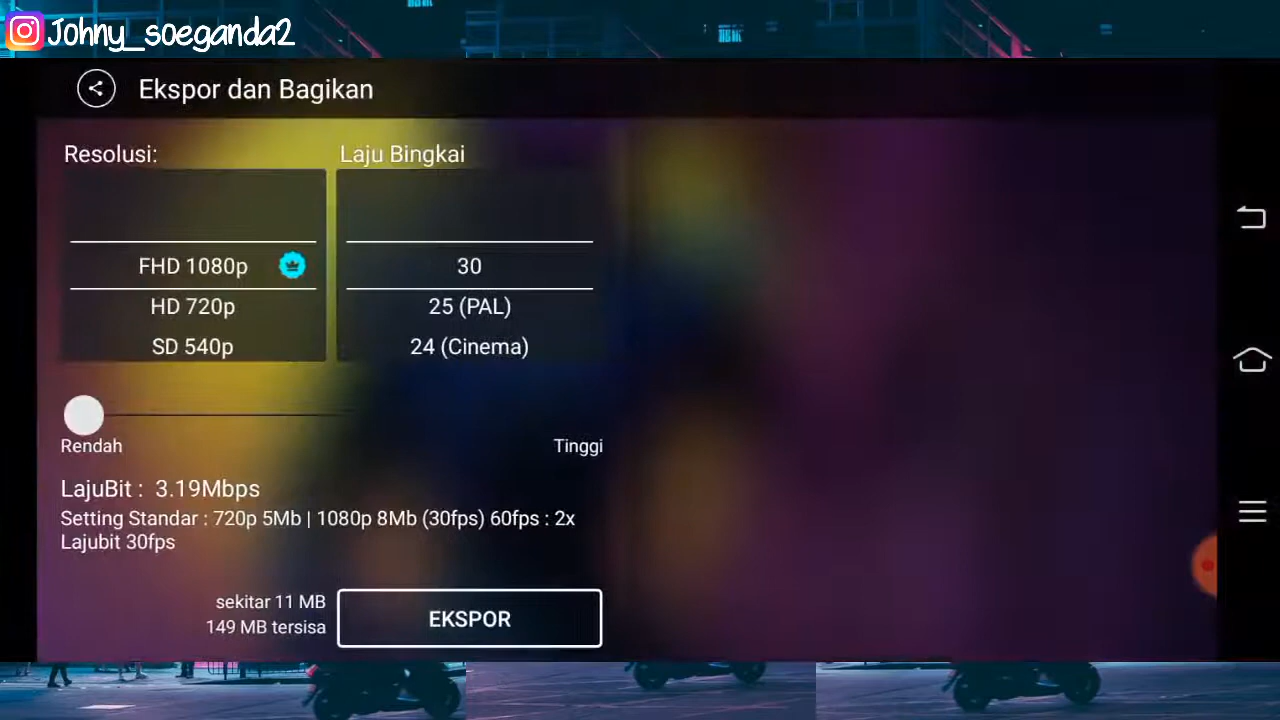 Johny_soeganda2
Ekspor dan Bagikan
Resolusi:
Laju Bingkai
FHD 1080p
30
HD 720p
25 (PAL)
SD 540p
24 (Cinema)
Rendah
Tinggi
LajuBit : 3.19Mbps
Setting Standar : 720p 5Mb | 1080p 8Mb (30fps) 60fps : 2x
Lajubit 30fps
sekitar 11 MB
149 MB tersisa
EKSPOR